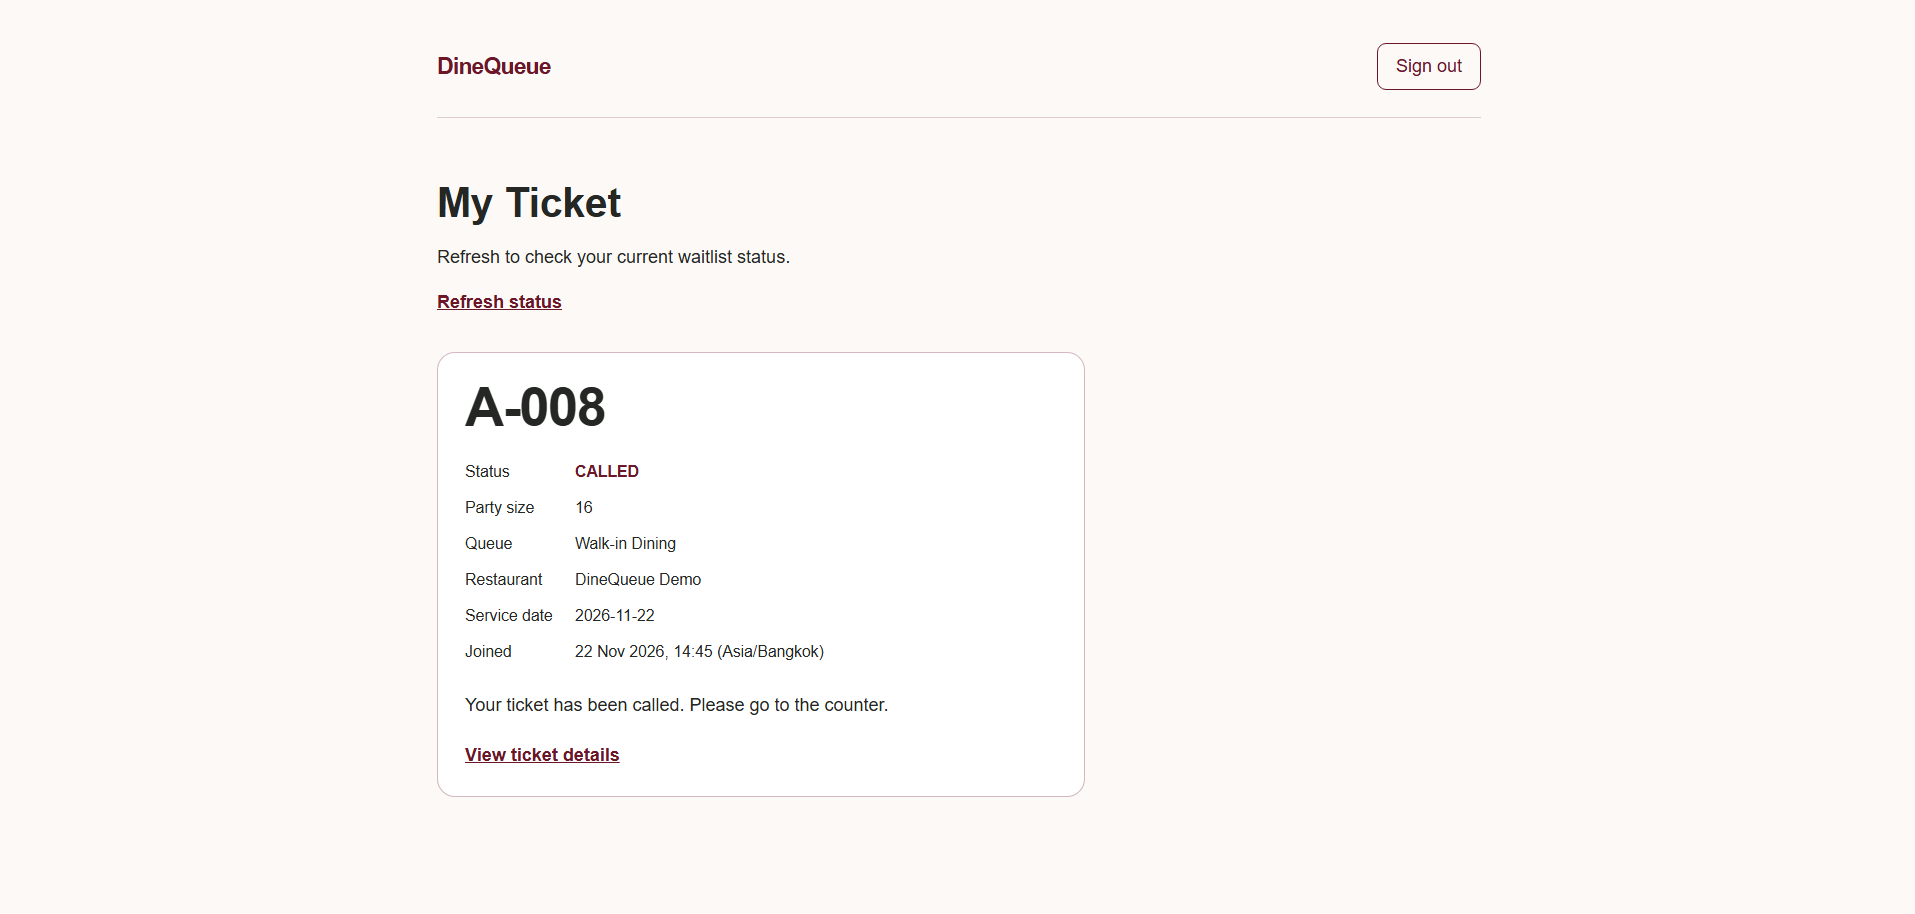 DineQueue
Sign out
My Ticket
Refresh to check your current waitlist status.
Refresh status
A-008
Status CALLED
Party size 16
Queue Walk-in Dining
Restaurant DineQueue Demo
Service date 2026-11-22
Joined 22 Nov 2026, 14:45 (Asia/Bangkok)
Your ticket has been called. Please go to the counter.
View ticket details